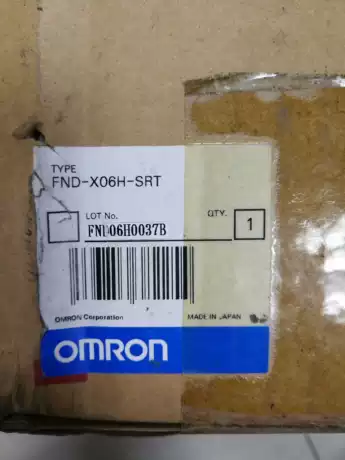 TYPE
FND-X06H-SRT
LOT No.
QTY.
FND06H0037B
1
OMRON Corporation
MADE IN JAPAN
OMRON